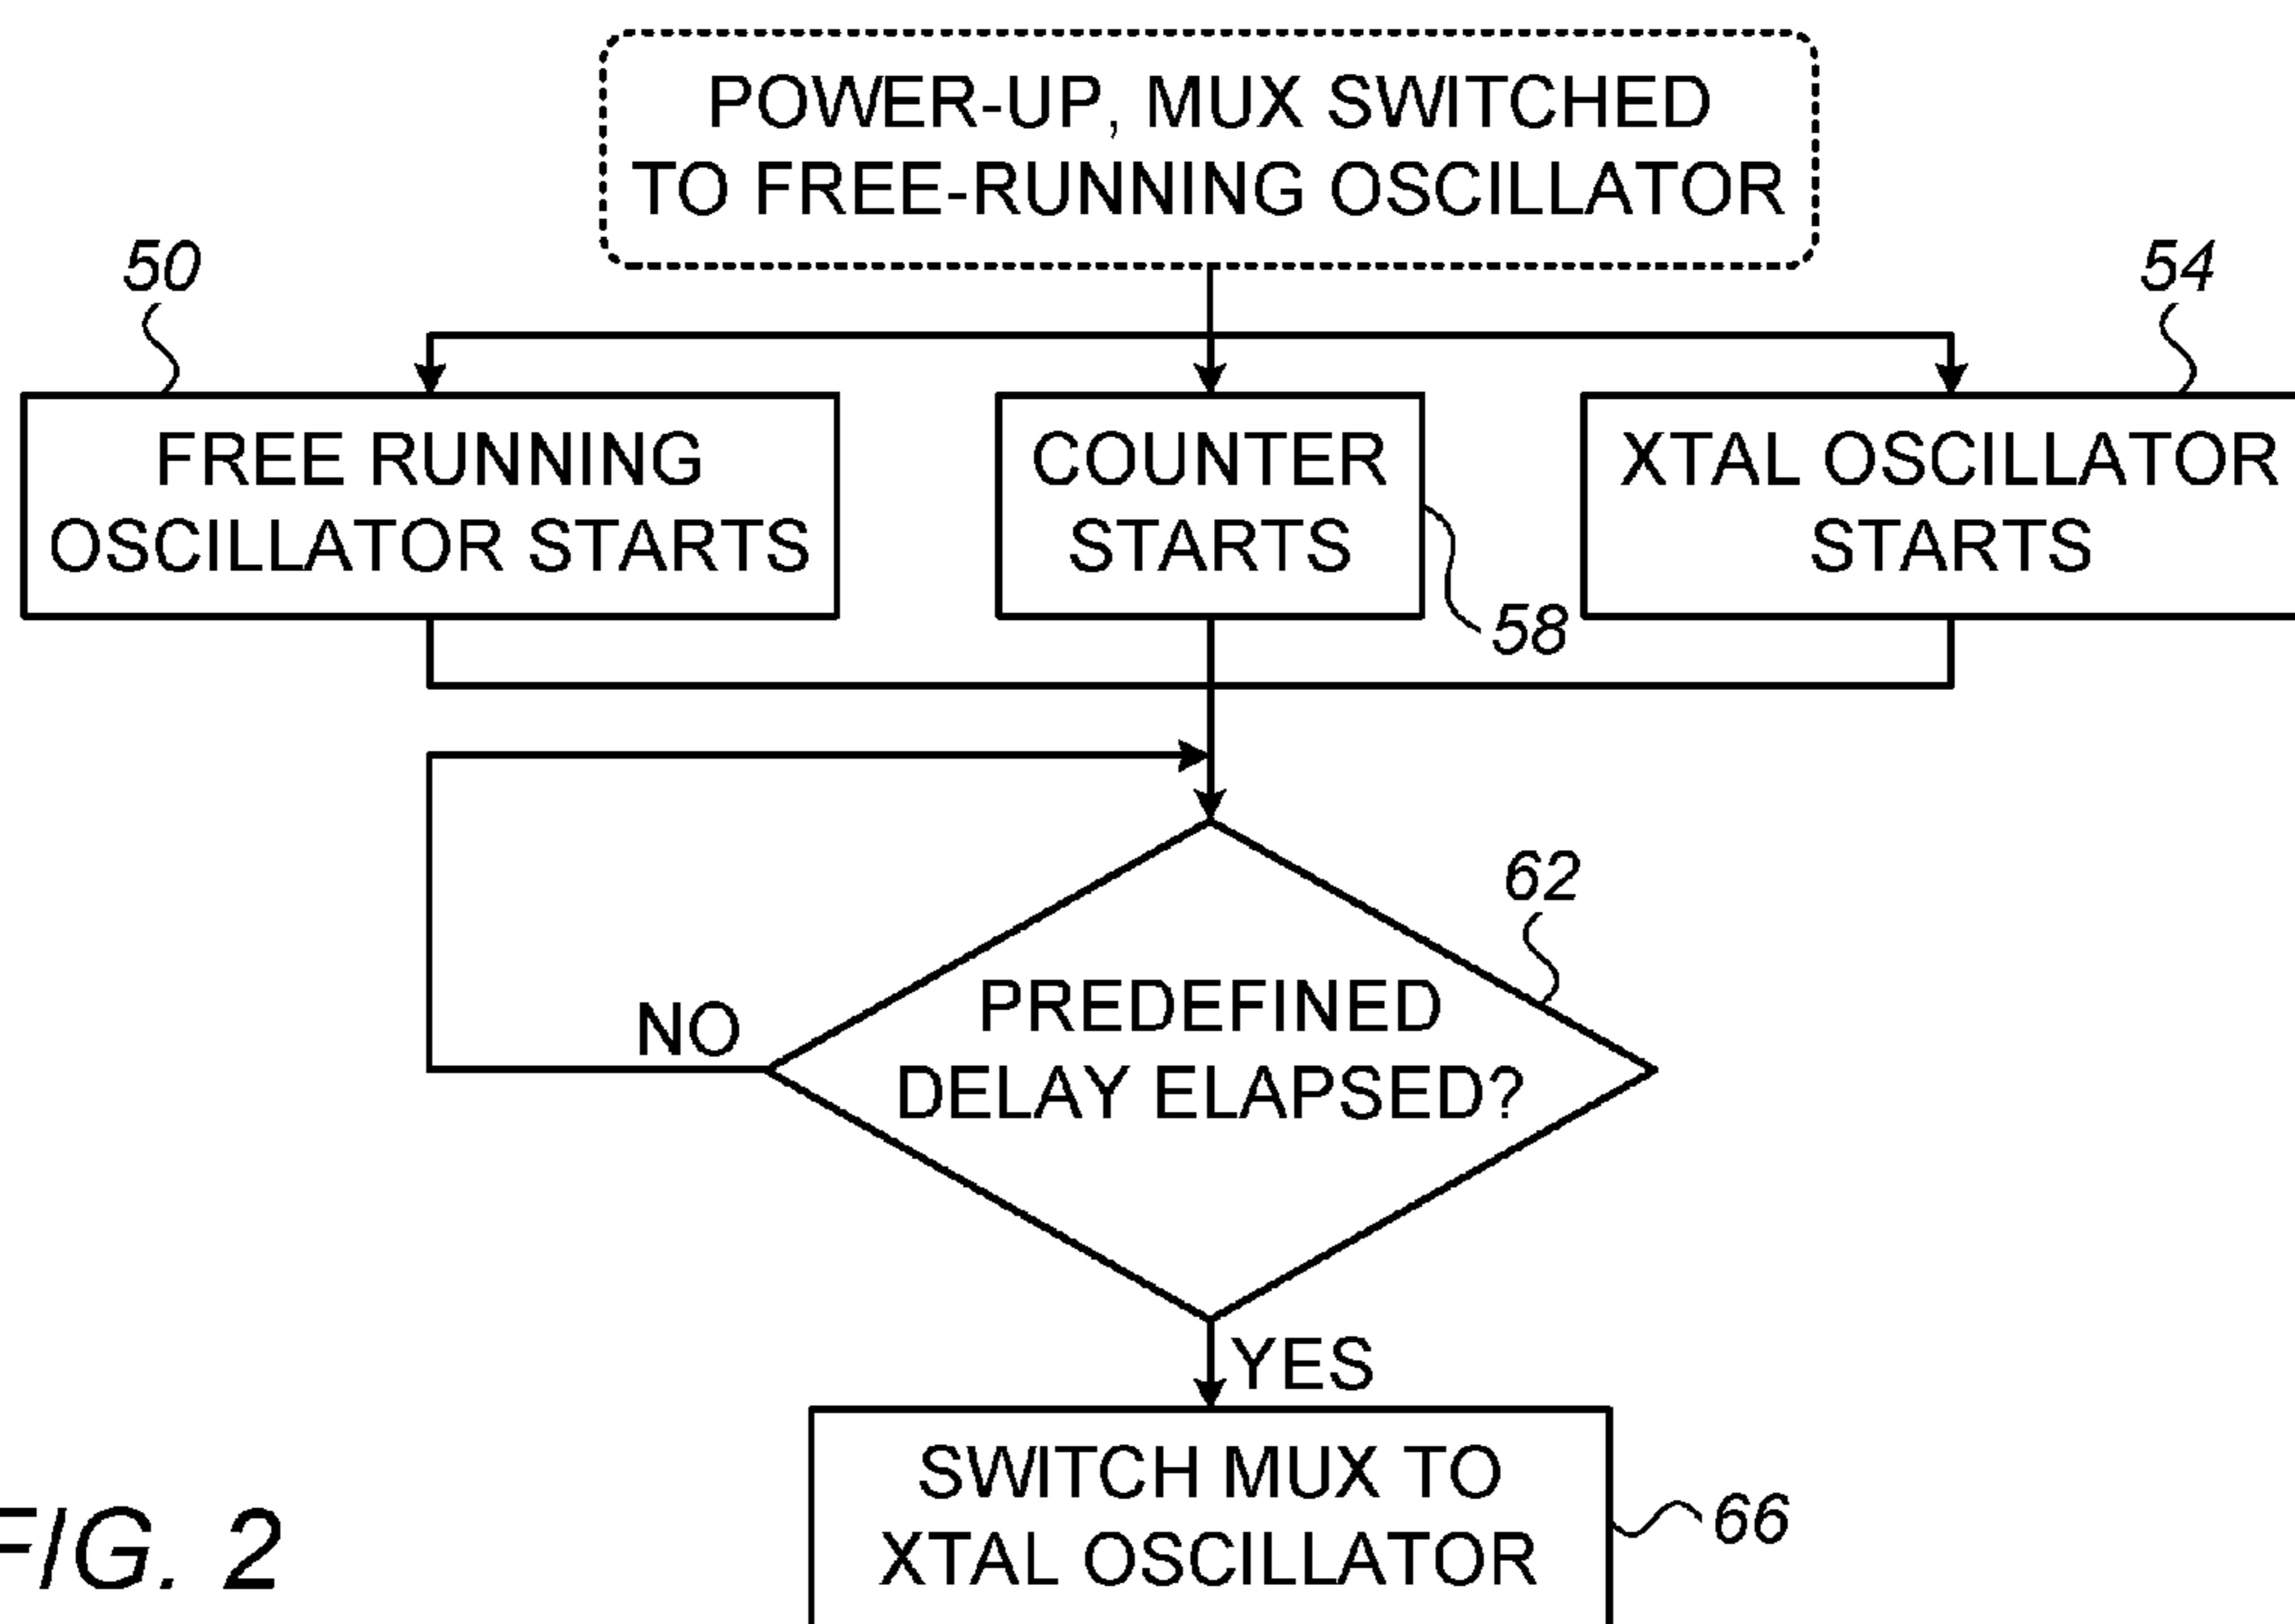 POWER-UP, MUX SWITCHED
TO FREE-RUNNING OSCILLATOR
50
54
FREE RUNNING
OSCILLATOR STARTS
COUNTER
STARTS
XTAL OSCILLATOR
STARTS
58
62
NO
PREDEFINED
DELAY ELAPSED?
YES
SWITCH MUX TO
XTAL OSCILLATOR
66
FIG. 2